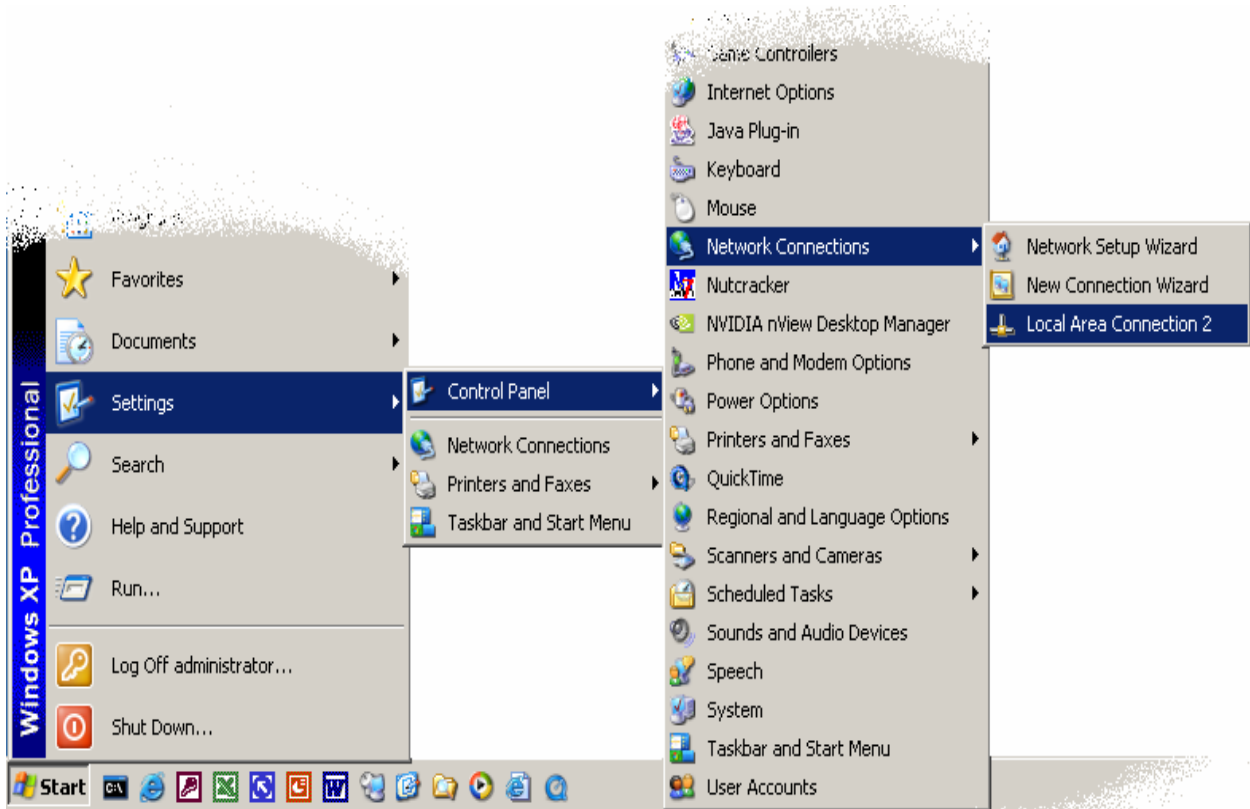 Favorites
Documents
Settings
Search
Help and Support
Run...
Log Off administrator...
Shut Down...
Windows XP Professional
Start
Control Panel
Network Connections
Printers and Faxes
Taskbar and Start Menu
Game Controllers
Internet Options
Java Plug-in
Keyboard
Mouse
Network Connections
Nutcracker
NVIDIA nView Desktop Manager
Phone and Modem Options
Power Options
Printers and Faxes
QuickTime
Regional and Language Options
Scanners and Cameras
Scheduled Tasks
Sounds and Audio Devices
Speech
System
Taskbar and Start Menu
User Accounts
Network Setup Wizard
New Connection Wizard
Local Area Connection 2